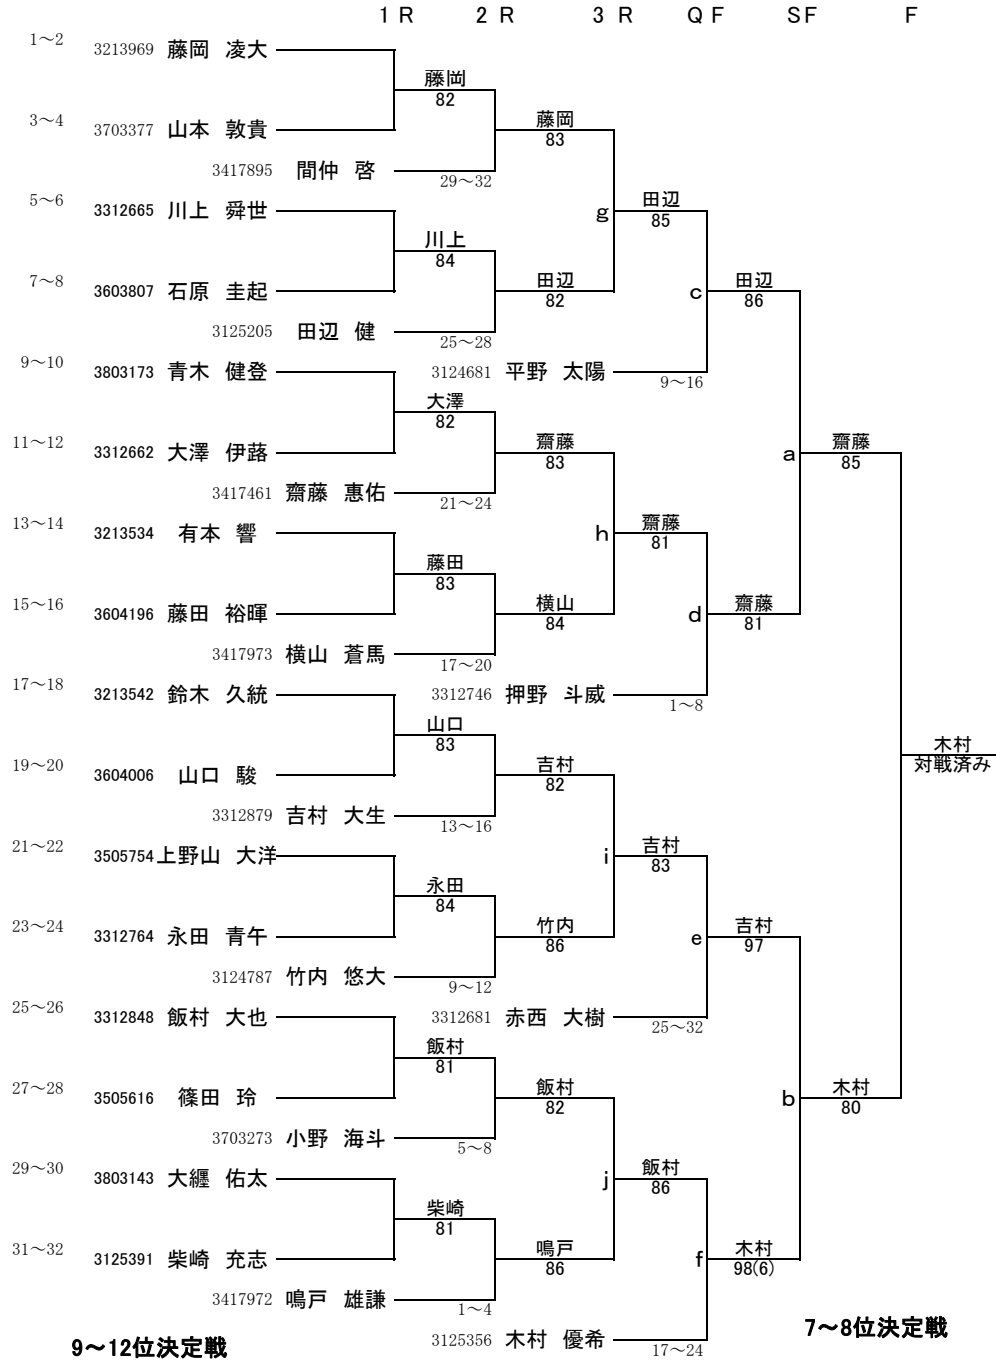 1 R 2 R 3 R Q F S F F
1～2
3213969 藤岡 凌大
藤岡
82
3～4
3703377 山本 敦貴
藤岡
83
3417895 間仲 啓
29～32
5～6
3312665 川上 舜世
g
田辺
85
川上
84
7～8
3603807 石原 圭起
田辺
82
c
田辺
86
3125205 田辺 健
25～28
9～10
3803173 青木 健登
3124681 平野 太陽
9～16
大澤
82
11～12
3312662 大澤 伊蕗
齋藤
83
a
齋藤
85
3417461 齋藤 惠佑
21～24
13～14
3213534 有本 響
h
齋藤
81
藤田
83
15～16
3604196 藤田 裕暉
横山
84
d
齋藤
81
3417973 横山 蒼馬
17～20
17～18
3213542 鈴木 久統
3312746 押野 斗威
1～8
山口
83
木村
対戦済み
19～20
3604006 山口 駿
吉村
82
3312879 吉村 大生
13～16
21～22
3505754 上野山 大洋
i
吉村
83
永田
84
23～24
3312764 永田 青午
竹内
86
e
吉村
97
3124787 竹内 悠大
9～12
25～26
3312848 飯村 大也
3312681 赤西 大樹
25～32
飯村
81
27～28
3505616 篠田 玲
飯村
82
b
木村
80
3703273 小野 海斗
5～8
29～30
3803143 大纒 佑太
j
飯村
86
柴崎
81
31～32
3125391 柴崎 充志
鳴戸
86
f
木村
98(6)
3417972 鳴戸 雄謙
1～4
3125356 木村 優希
17～24
9～12位決定戦
7～8位決定戦